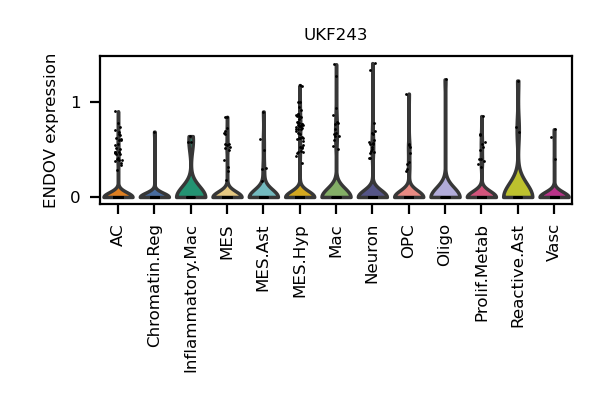 UKF243
ENDOV expression
1
0
AC
Chromatin.Reg
Inflammatory.Mac
MES
MES.Ast
MES.Hyp
Mac
Neuron
OPC
Oligo
Prolif.Metab
Reactive.Ast
Vasc